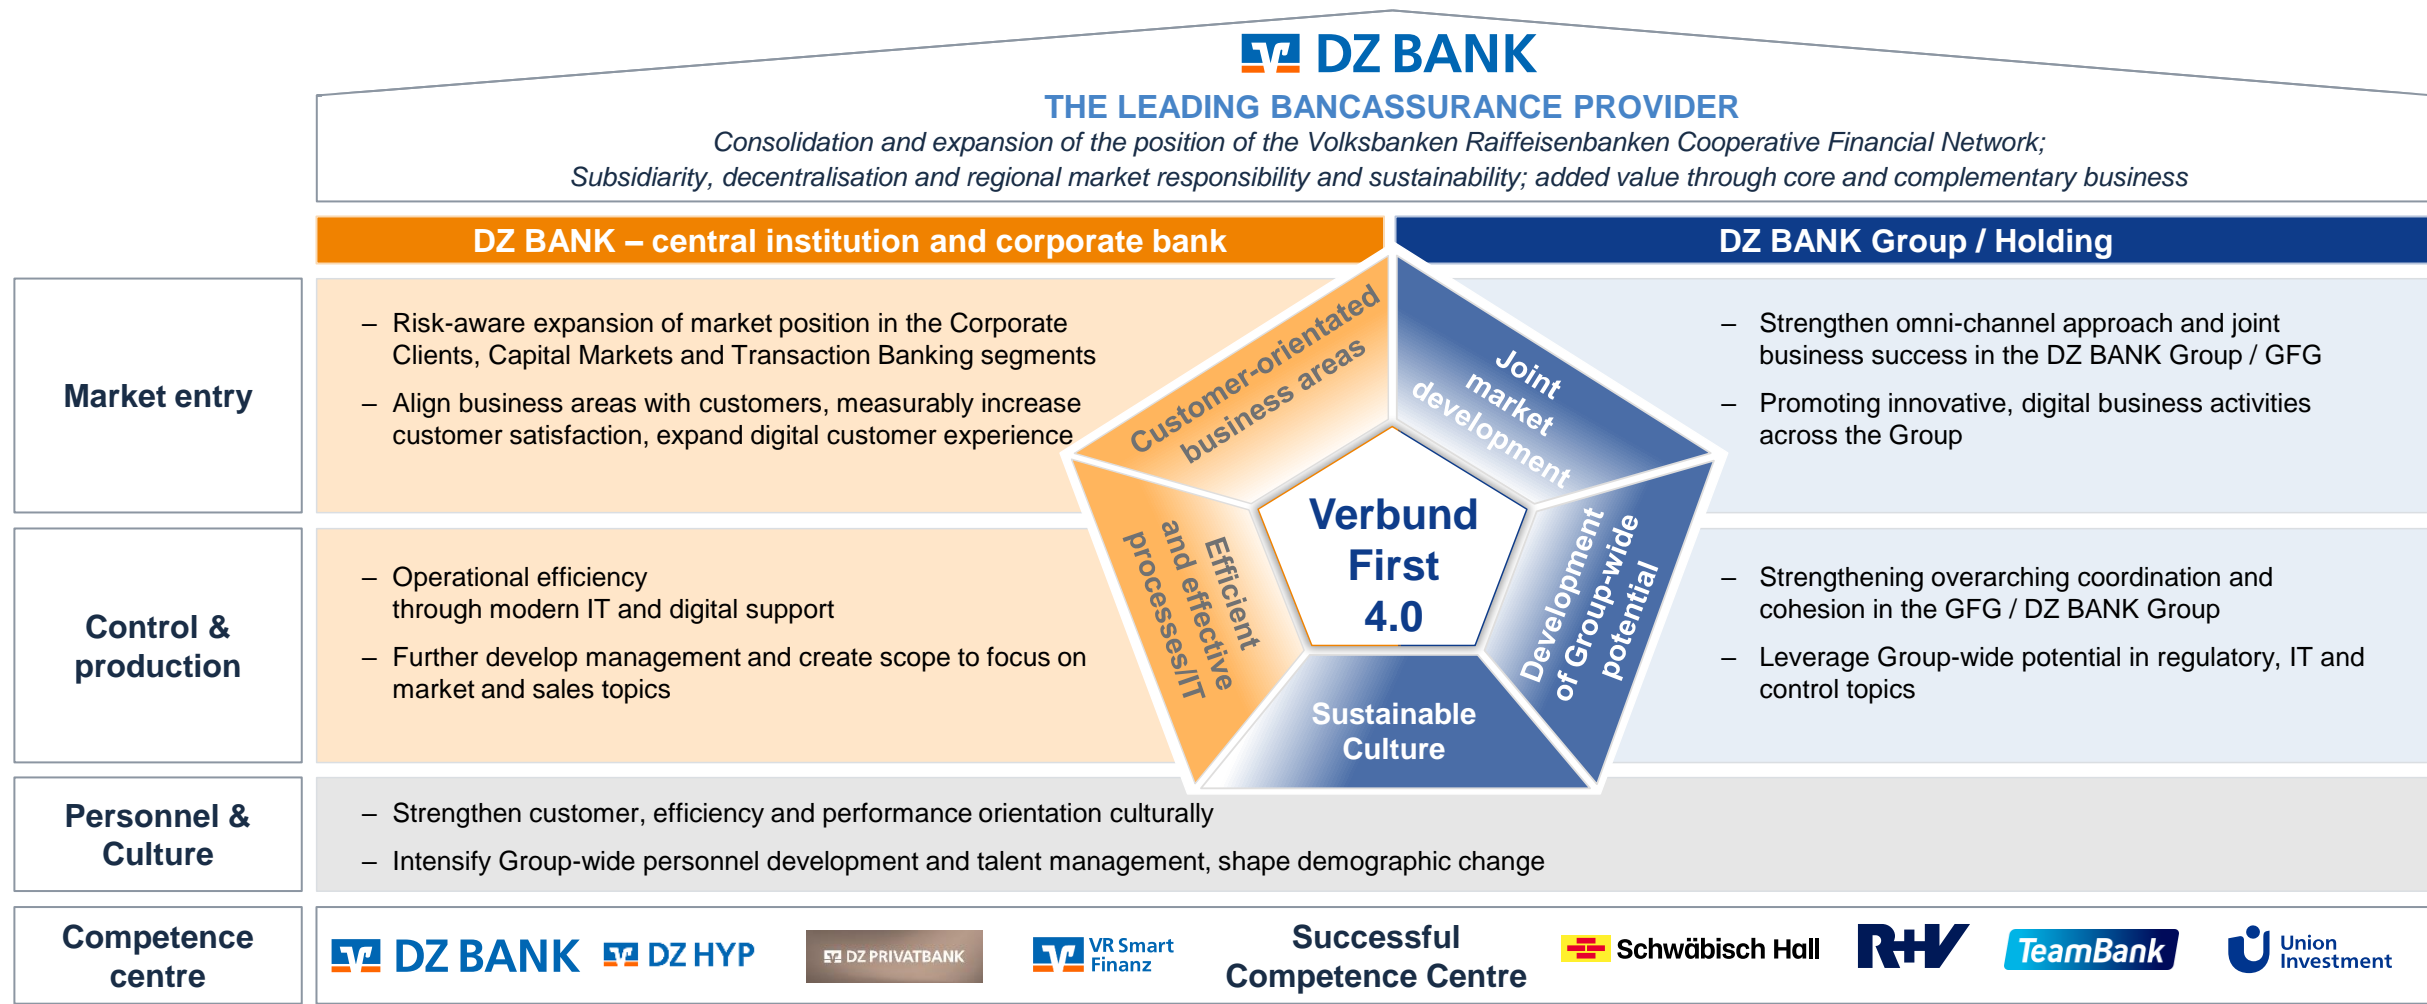 DZ BANK
THE LEADING BANCASSURANCE PROVIDER
Consolidation and expansion of the position of the Volksbanken Raiffeisenbanken Cooperative Financial Network;
Subsidiarity, decentralisation and regional market responsibility and sustainability; added value through core and complementary business
DZ BANK – central institution and corporate bank
DZ BANK Group / Holding
Market entry
– Risk-aware expansion of market position in the Corporate
Clients, Capital Markets and Transaction Banking segments
– Align business areas with customers, measurably increase
customer satisfaction, expand digital customer experience
Customer-orientated
business areas
Joint
market
development
– Strengthen omni-channel approach and joint
business success in the DZ BANK Group / GFG
– Promoting innovative, digital business activities
across the Group
Verbund
First
4.0
Control &
production
– Operational efficiency
through modern IT and digital support
– Further develop management and create scope to focus on
market and sales topics
Efficient
and effective
processes/IT
Development
of Group-wide
potential
– Strengthening overarching coordination and
cohesion in the GFG / DZ BANK Group
– Leverage Group-wide potential in regulatory, IT and
control topics
Sustainable
Culture
Personnel &
Culture
– Strengthen customer, efficiency and performance orientation culturally
– Intensify Group-wide personnel development and talent management, shape demographic change
Competence
centre
DZ BANK
DZ HYP
DZ PRIVATBANK
VR Smart
Finanz
Successful
Competence Centre
Schwäbisch Hall
R+V
TeamBank
Union
Investment